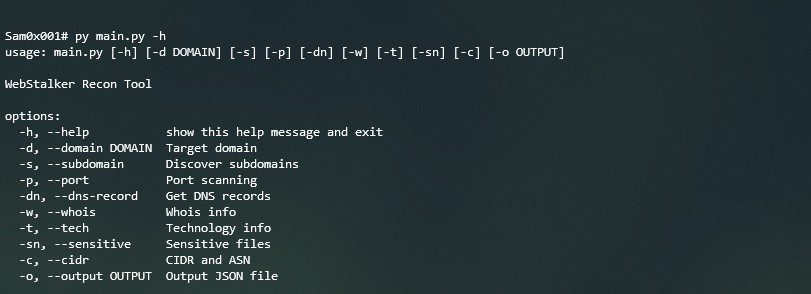 Sam0x001# py main.py -h
usage: main.py [-h] [-d DOMAIN] [-s] [-p] [-dn] [-w] [-t] [-sn] [-c] [-o OUTPUT]
WebStalker Recon Tool
options:
-h, --help show this help message and exit
-d, --domain DOMAIN Target domain
-s, --subdomain Discover subdomains
-p, --port Port scanning
-dn, --dns-record Get DNS records
-w, --whois Whois info
-t, --tech Technology info
-sn, --sensitive Sensitive files
-c, --cidr CIDR and ASN
-o, --output OUTPUT Output JSON file